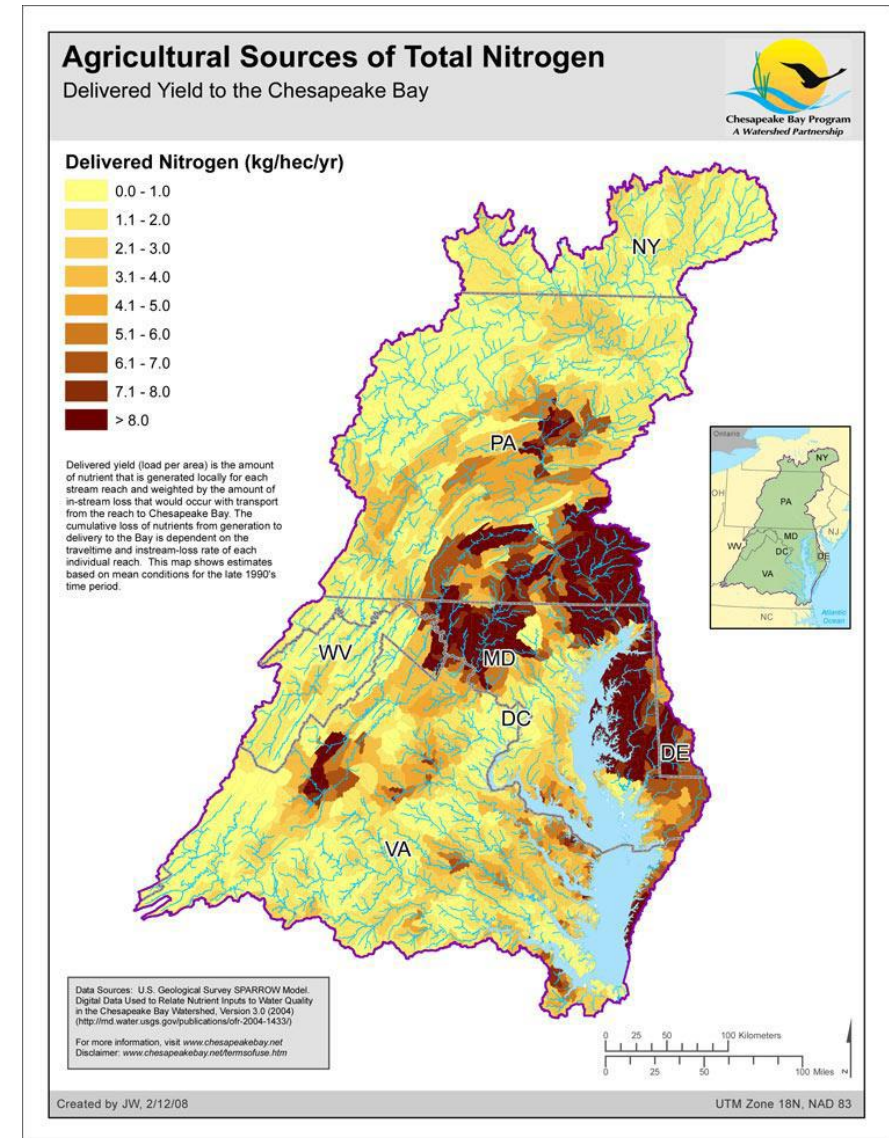 Agricultural Sources of Total Nitrogen
Delivered Yield to the Chesapeake Bay
Chesapeake Bay Program
A Watershed Partnership
Delivered Nitrogen (kg/hec/yr)
0.0 - 1.0
1.1 - 2.0
2.1 - 3.0
3.1 - 4.0
4.1 - 5.0
5.1 - 6.0
6.1 - 7.0
7.1 - 8.0
> 8.0
Delivered yield (load per area) is the amount
of nutrient that is generated locally for each
stream reach and weighted by the amount of
in-stream loss that would occur with transport
from the reach to Chesapeake Bay. The
cumulative loss of nutrients from generation to
delivery to the Bay is dependent on the
traveltime and instream-loss rate of each
individual reach. This map shows estimates
based on mean conditions for the late 1990's
time period.
NY
PA
WV
MD
DC
DE
VA
Ontario
NY
OH
PA
NJ
MD
WV
DC
DE
VA
Atlantic
Ocean
NC
Data Sources: U.S. Geological Survey SPARROW Model.
Digital Data Used to Relate Nutrient Inputs to Water Quality
in the Chesapeake Bay Watershed, Version 3.0 (2004)
(http://md.water.usgs.gov/publications/ofr-2004-1433/)
For more information, visit www.chesapeakebay.net
Disclaimer: www.chesapeakebay.net/termsofuse.htm
0 25 50 100 Kilometers
0 25 50 100 Miles
N
Created by JW, 2/12/08
UTM Zone 18N, NAD 83